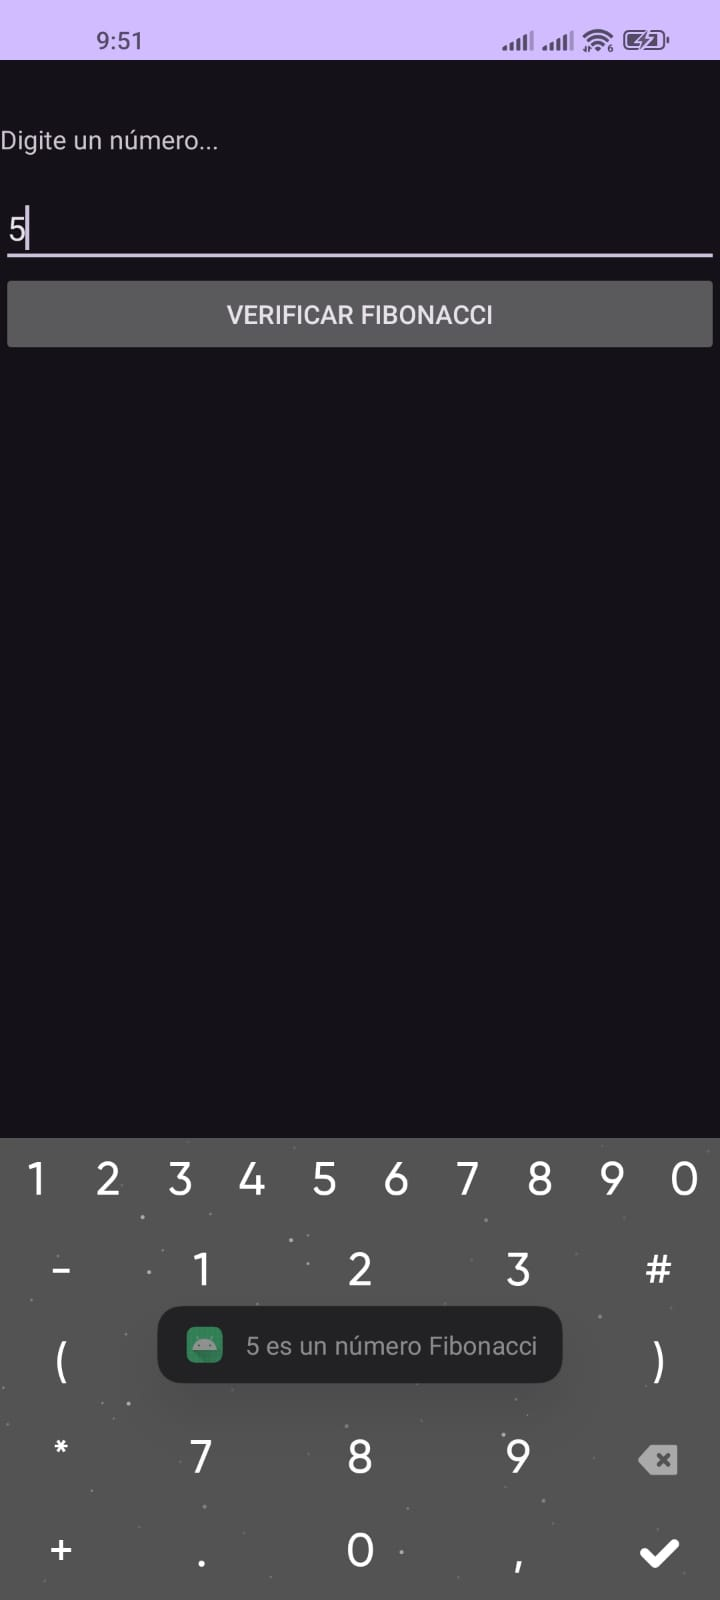 9:51
6
Digite un número...
5
VERIFICAR FIBONACCI
1 2 3 4 5 6 7 8 9 0
- 1 2 3 #
( )
5 es un número Fibonacci
* 7 8 9
+ . 0 ,